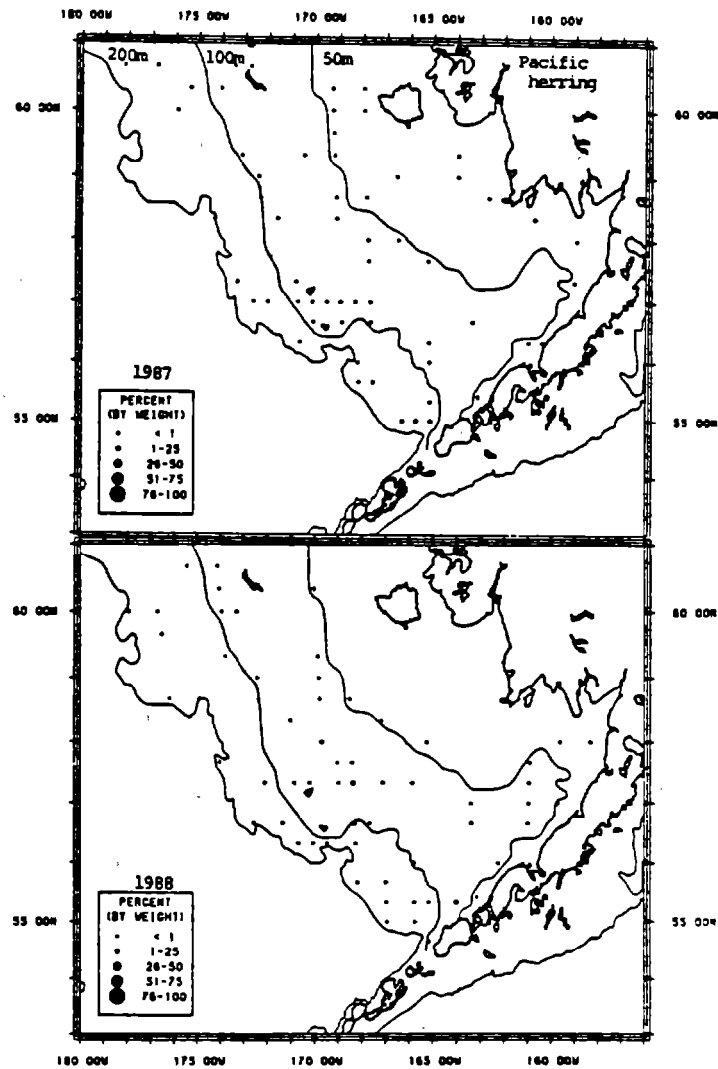 180 00W 175 00W 170 00W 165 00W 160 00W
200m 100m 50m Pacific
herring
60 00N 60 00N
1987
PERCENT
(BY WEIGHT)
< 1
1-25
26-50
51-75
76-100
55 00N 55 00N
60 00N 60 00N
1988
PERCENT
(BY WEIGHT)
< 1
1-25
26-50
51-75
76-100
55 00N 55 00N
180 00W 175 00W 170 00W 165 00W 160 00W